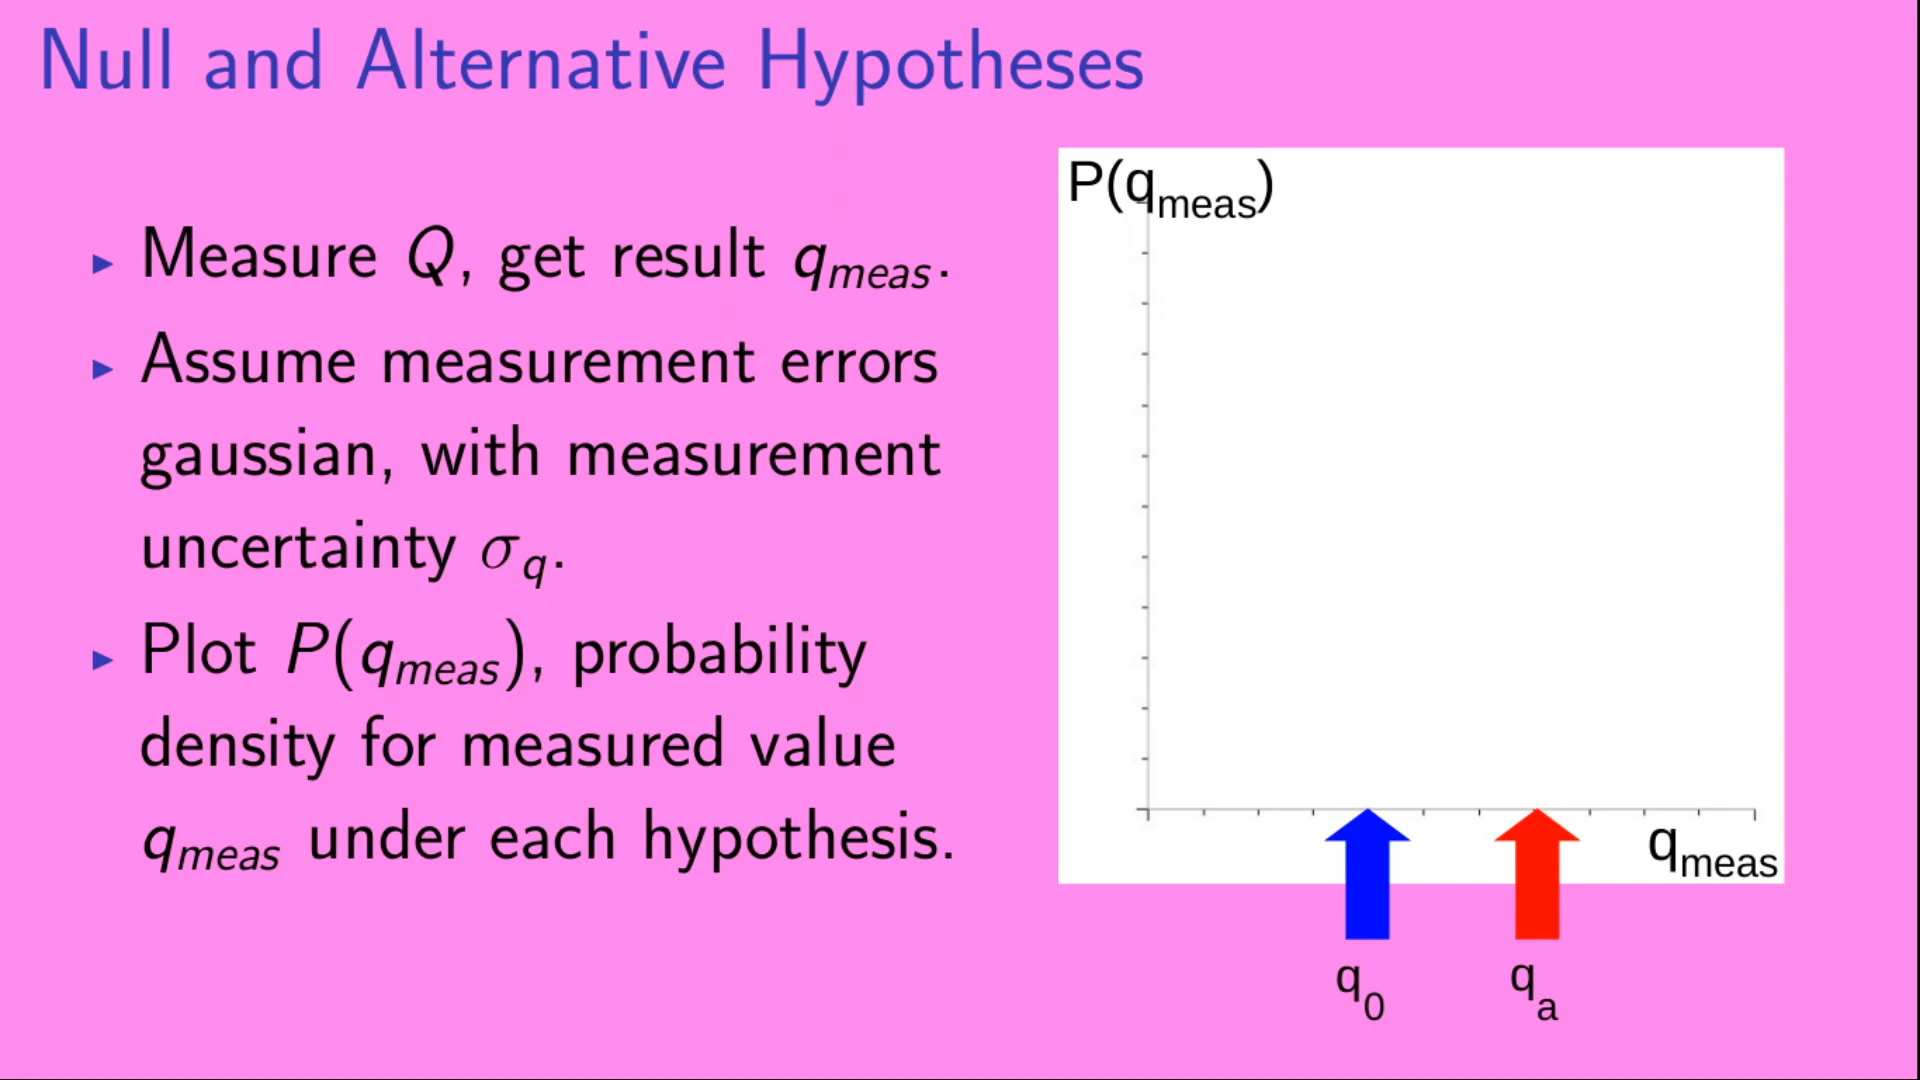 Null and Alternative Hypotheses
▸ Measure Q, get result q_meas.
▸ Assume measurement errors
gaussian, with measurement
uncertainty σ_q.
▸ Plot P(q_meas), probability
density for measured value
q_meas under each hypothesis.
P(q_meas)
q_meas
q_0
q_a